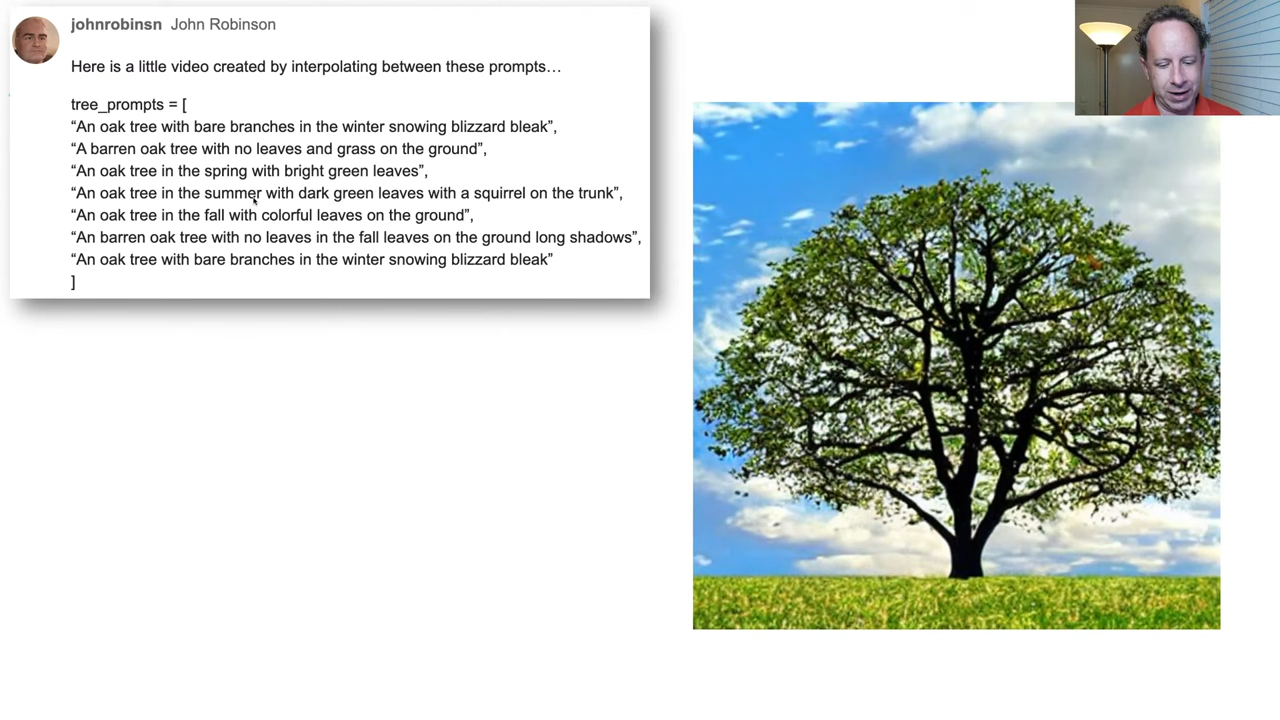 johnrobinsn John Robinson
Here is a little video created by interpolating between these prompts…
tree_prompts = [
“An oak tree with bare branches in the winter snowing blizzard bleak”,
“A barren oak tree with no leaves and grass on the ground”,
“An oak tree in the spring with bright green leaves”,
“An oak tree in the summer with dark green leaves with a squirrel on the trunk”,
“An oak tree in the fall with colorful leaves on the ground”,
“An barren oak tree with no leaves in the fall leaves on the ground long shadows”,
“An oak tree with bare branches in the winter snowing blizzard bleak”
]